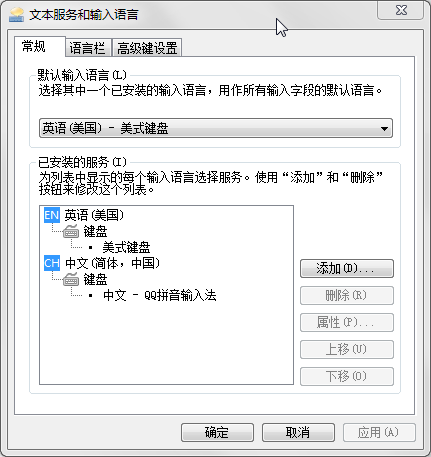 文本服务和输入语言
常规 语言栏 高级键设置
默认输入语言(L)
选择其中一个已安装的输入语言，用作所有输入字段的默认语言。
英语(美国) - 美式键盘
已安装的服务(I)
为列表中显示的每个输入语言选择服务。使用“添加”和“删除”
按钮来修改这个列表。
EN 英语(美国)
键盘
美式键盘
CH 中文(简体，中国)
键盘
中文 - QQ拼音输入法
添加(D)...
删除(R)
属性(P)...
上移(U)
下移(O)
确定 取消 应用(A)